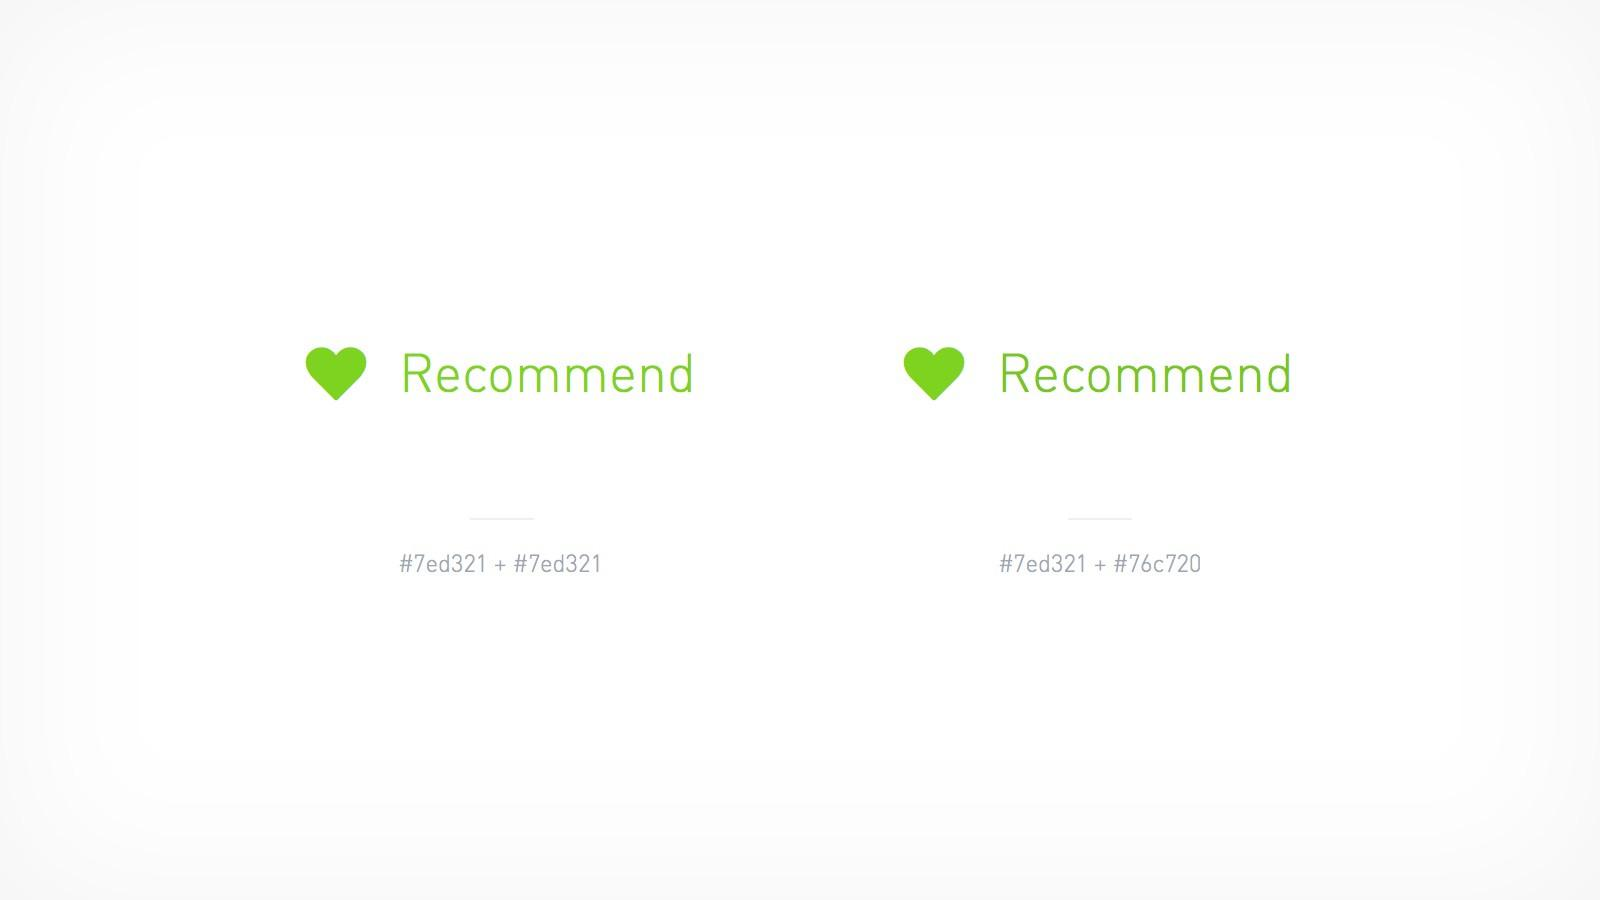 Recommend
#7ed321 + #7ed321
Recommend
#7ed321 + #76c720